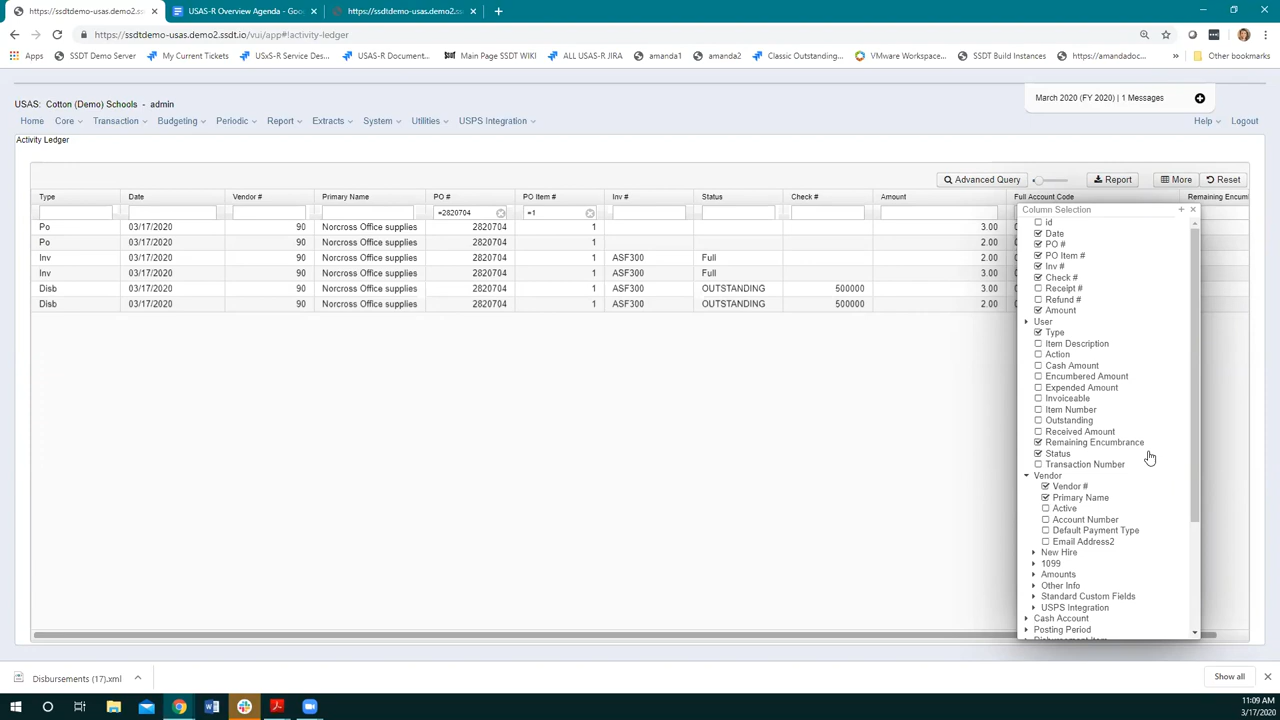 https://ssdtdemo-usas.demo2.ssdt.io/
USAS-R Overview Agenda - Goo
https://ssdtdemo-usas.demo2.ssdt.io/
https://ssdtdemo-usas.demo2.ssdt.io/vui/app#!activity-ledger
Apps
SSDT Demo Server
My Current Tickets
USxS-R Service Des...
USAS-R Document...
Main Page SSDT WIKI
ALL USAS-R JIRA
amanda1
amanda2
Classic Outstanding...
VMware Workspace...
SSDT Build Instances
https://amandadoc...
»
Other bookmarks
March 2020 (FY 2020) | 1 Messages
USAS: Cotton (Demo) Schools - admin
Home Core Transaction Budgeting Periodic Report Extracts System Utilities USPS Integration Help Logout
Activity Ledger
Advanced Query Report More Reset
Type Date Vendor # Primary Name PO # PO Item # Inv # Status Check # Amount Full Account Code Remaining Encum
=2820704 =1
Po 03/17/2020 90 Norcross Office supplies 2820704 1 3.00
Po 03/17/2020 90 Norcross Office supplies 2820704 1 2.00
Inv 03/17/2020 90 Norcross Office supplies 2820704 1 ASF300 Full 2.00
Inv 03/17/2020 90 Norcross Office supplies 2820704 1 ASF300 Full 3.00
Disb 03/17/2020 90 Norcross Office supplies 2820704 1 ASF300 OUTSTANDING 500000 3.00
Disb 03/17/2020 90 Norcross Office supplies 2820704 1 ASF300 OUTSTANDING 500000 2.00
Column Selection
id
Date
PO #
PO Item #
Inv #
Check #
Receipt #
Refund #
Amount
User
Type
Item Description
Action
Cash Amount
Encumbered Amount
Expended Amount
Invoiceable
Item Number
Outstanding
Received Amount
Remaining Encumbrance
Status
Transaction Number
Vendor
Vendor #
Primary Name
Active
Account Number
Default Payment Type
Email Address2
New Hire
1099
Amounts
Other Info
Standard Custom Fields
USPS Integration
Cash Account
Posting Period
Disbursements (17).xml
Show all
11:09 AM
3/17/2020